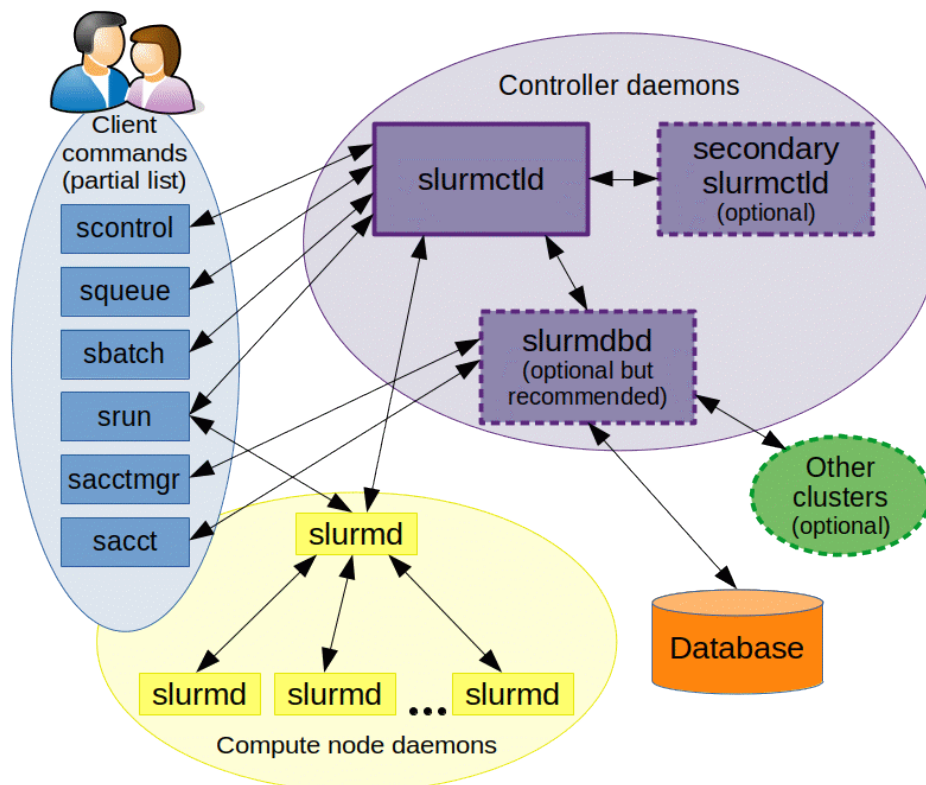 Client
commands
(partial list)
scontrol
squeue
sbatch
srun
sacctmgr
sacct
Controller daemons
slurmctld
secondary
slurmctld
(optional)
slurmdbd
(optional but
recommended)
Other
clusters
(optional)
Database
slurmd
slurmd
slurmd
...
slurmd
Compute node daemons